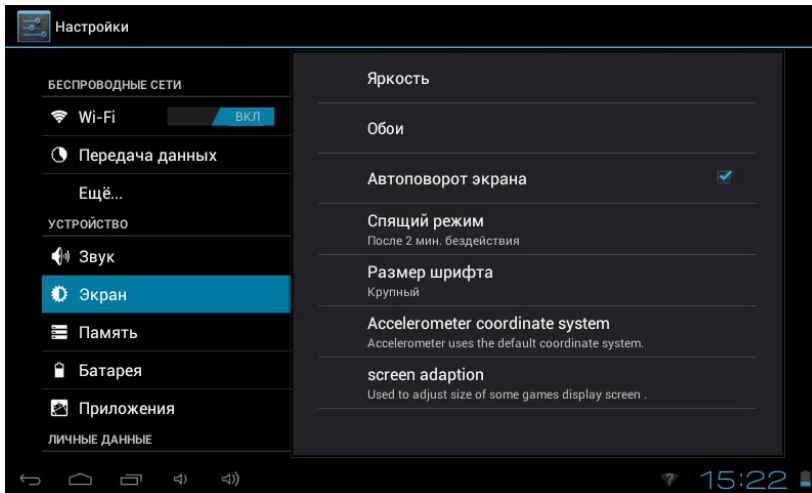 Настройки
БЕСПРОВОДНЫЕ СЕТИ
Wi-Fi ВКЛ
Передача данных
Ещё...
УСТРОЙСТВО
Звук
Экран
Память
Батарея
Приложения
ЛИЧНЫЕ ДАННЫЕ
Яркость
Обои
Автоповорот экрана
Спящий режим
После 2 мин. бездействия
Размер шрифта
Крупный
Accelerometer coordinate system
Accelerometer uses the default coordinate system.
screen adaption
Used to adjust size of some games display screen .
15:22